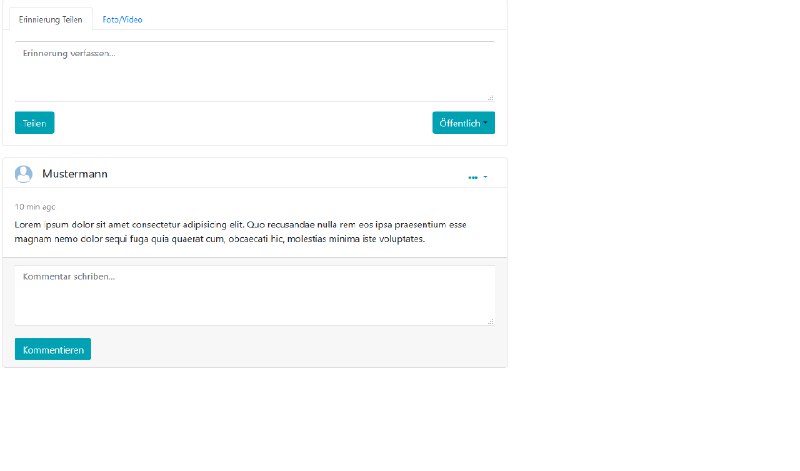 Erinnerung Teilen Foto/Video
Erinnerung verfassen...
Teilen Öffentlich
Mustermann
10 min ago
Lorem ipsum dolor sit amet consectetur adipisicing elit. Quo recusandae nulla rem eos ipsa praesentium esse
magnam nemo dolor sequi fuga quia quaerat cum, obcaecati hic, molestias minima iste voluptates.
Kommentar schriben...
Kommentieren